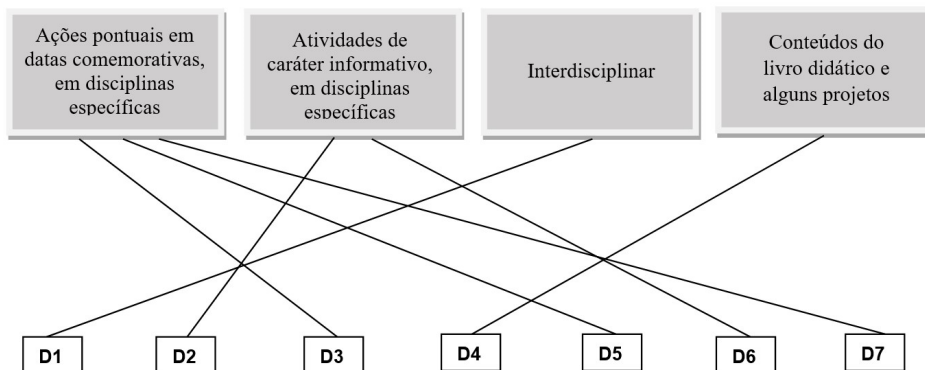 Ações pontuais em
datas comemorativas,
em disciplinas
específicas
Atividades de
caráter informativo,
em disciplinas
específicas
Interdisciplinar
Conteúdos do
livro didático e
alguns projetos
D1
D2
D3
D4
D5
D6
D7